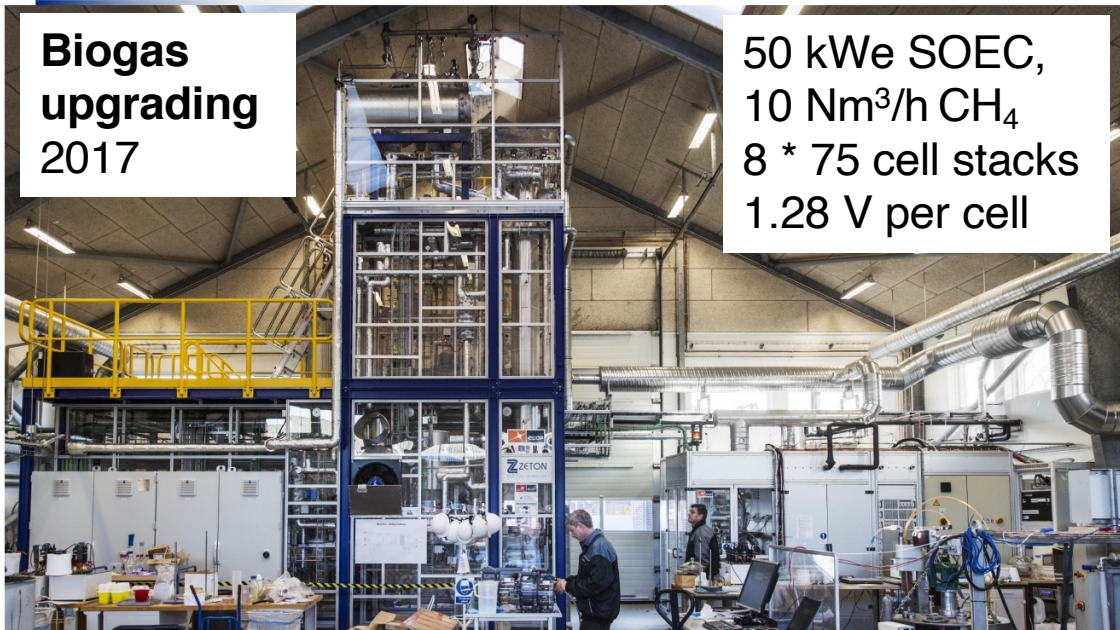 Biogas
upgrading
2017
50 kWe SOEC,
10 Nm³/h CH₄
8 * 75 cell stacks
1.28 V per cell
ZETON